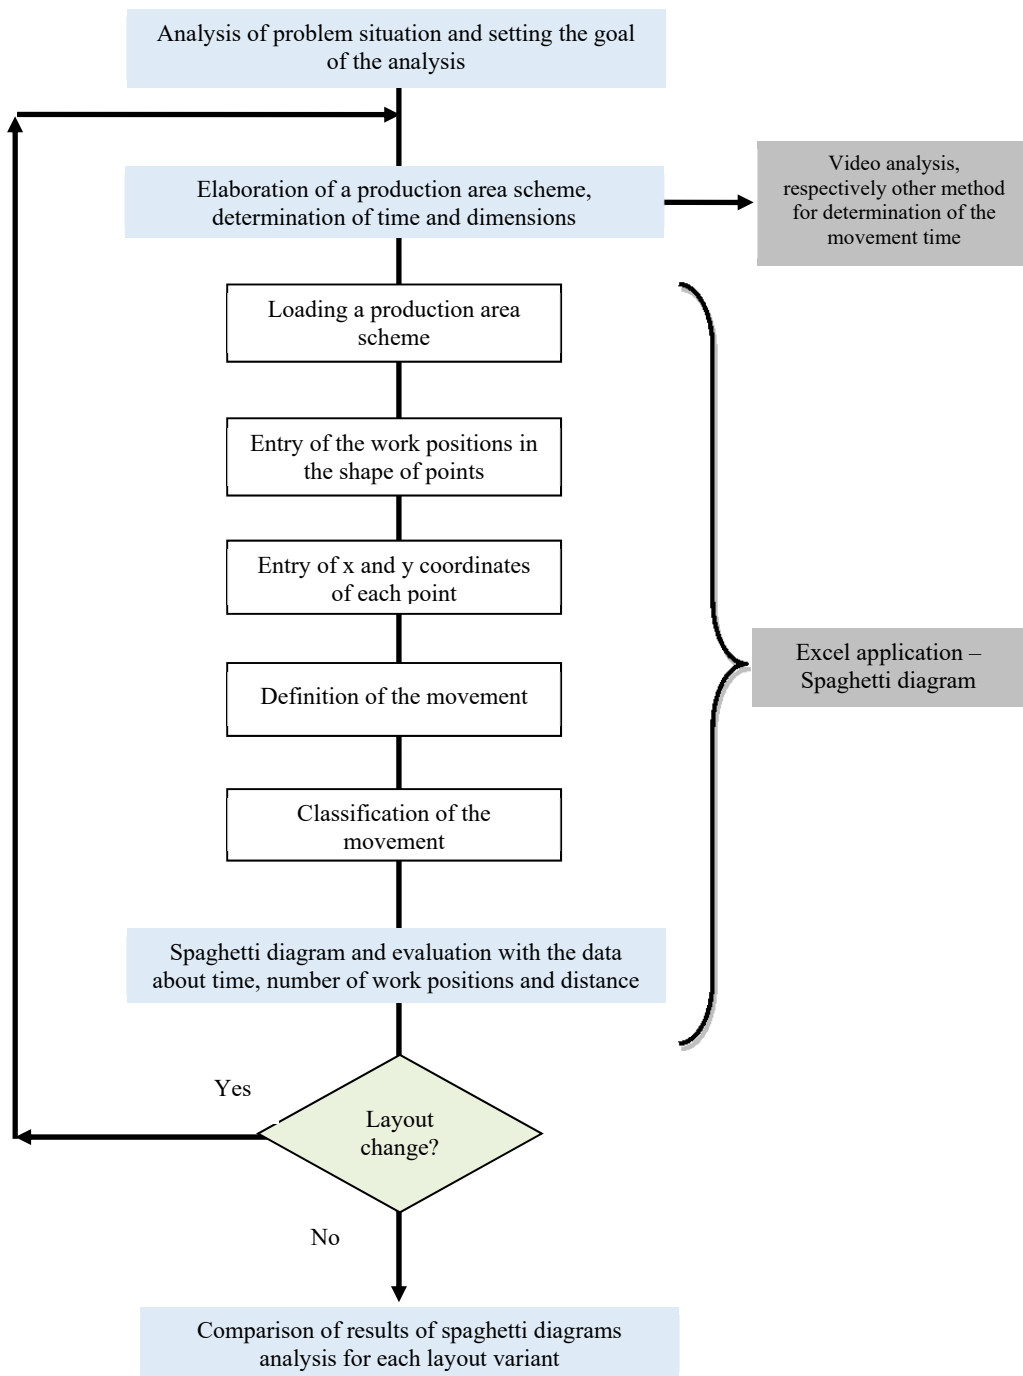 Analysis of problem situation and setting the goal
of the analysis
Elaboration of a production area scheme,
determination of time and dimensions
Video analysis,
respectively other method
for determination of the
movement time
Loading a production area
scheme
Entry of the work positions in
the shape of points
Entry of x and y coordinates
of each point
Definition of the movement
Excel application –
Spaghetti diagram
Classification of the
movement
Spaghetti diagram and evaluation with the data
about time, number of work positions and distance
Yes
Layout
change?
No
Comparison of results of spaghetti diagrams
analysis for each layout variant